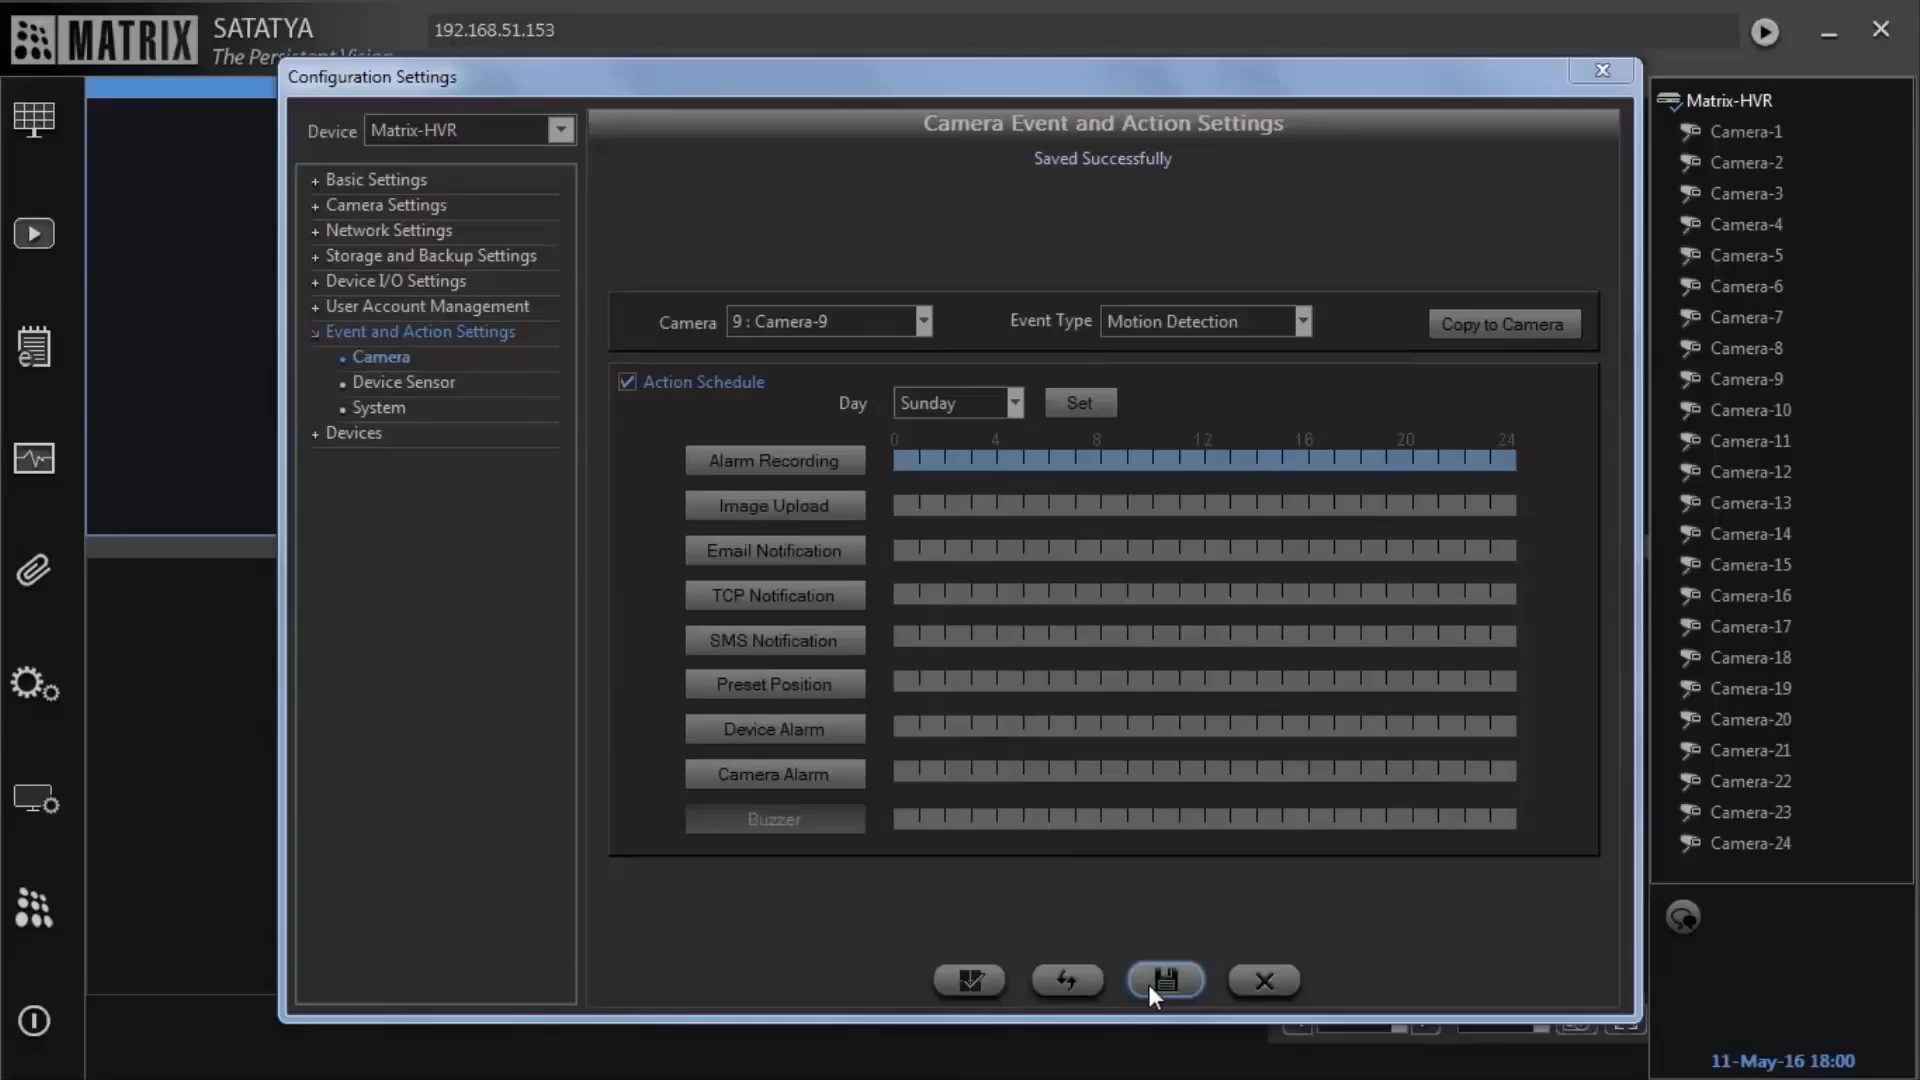 MATRIX
SATATYA
The Persistent Vision
192.168.51.153
Configuration Settings
Device Matrix-HVR
+ Basic Settings
+ Camera Settings
+ Network Settings
+ Storage and Backup Settings
+ Device I/O Settings
+ User Account Management
Event and Action Settings
• Camera
• Device Sensor
• System
+ Devices
Camera Event and Action Settings
Saved Successfully
Camera 9 : Camera-9 Event Type Motion Detection Copy to Camera
Action Schedule
Day Sunday Set
0 4 8 12 16 20 24
Alarm Recording
Image Upload
Email Notification
TCP Notification
SMS Notification
Preset Position
Device Alarm
Camera Alarm
Buzzer
Matrix-HVR
Camera-1
Camera-2
Camera-3
Camera-4
Camera-5
Camera-6
Camera-7
Camera-8
Camera-9
Camera-10
Camera-11
Camera-12
Camera-13
Camera-14
Camera-15
Camera-16
Camera-17
Camera-18
Camera-19
Camera-20
Camera-21
Camera-22
Camera-23
Camera-24
11-May-16 18:00